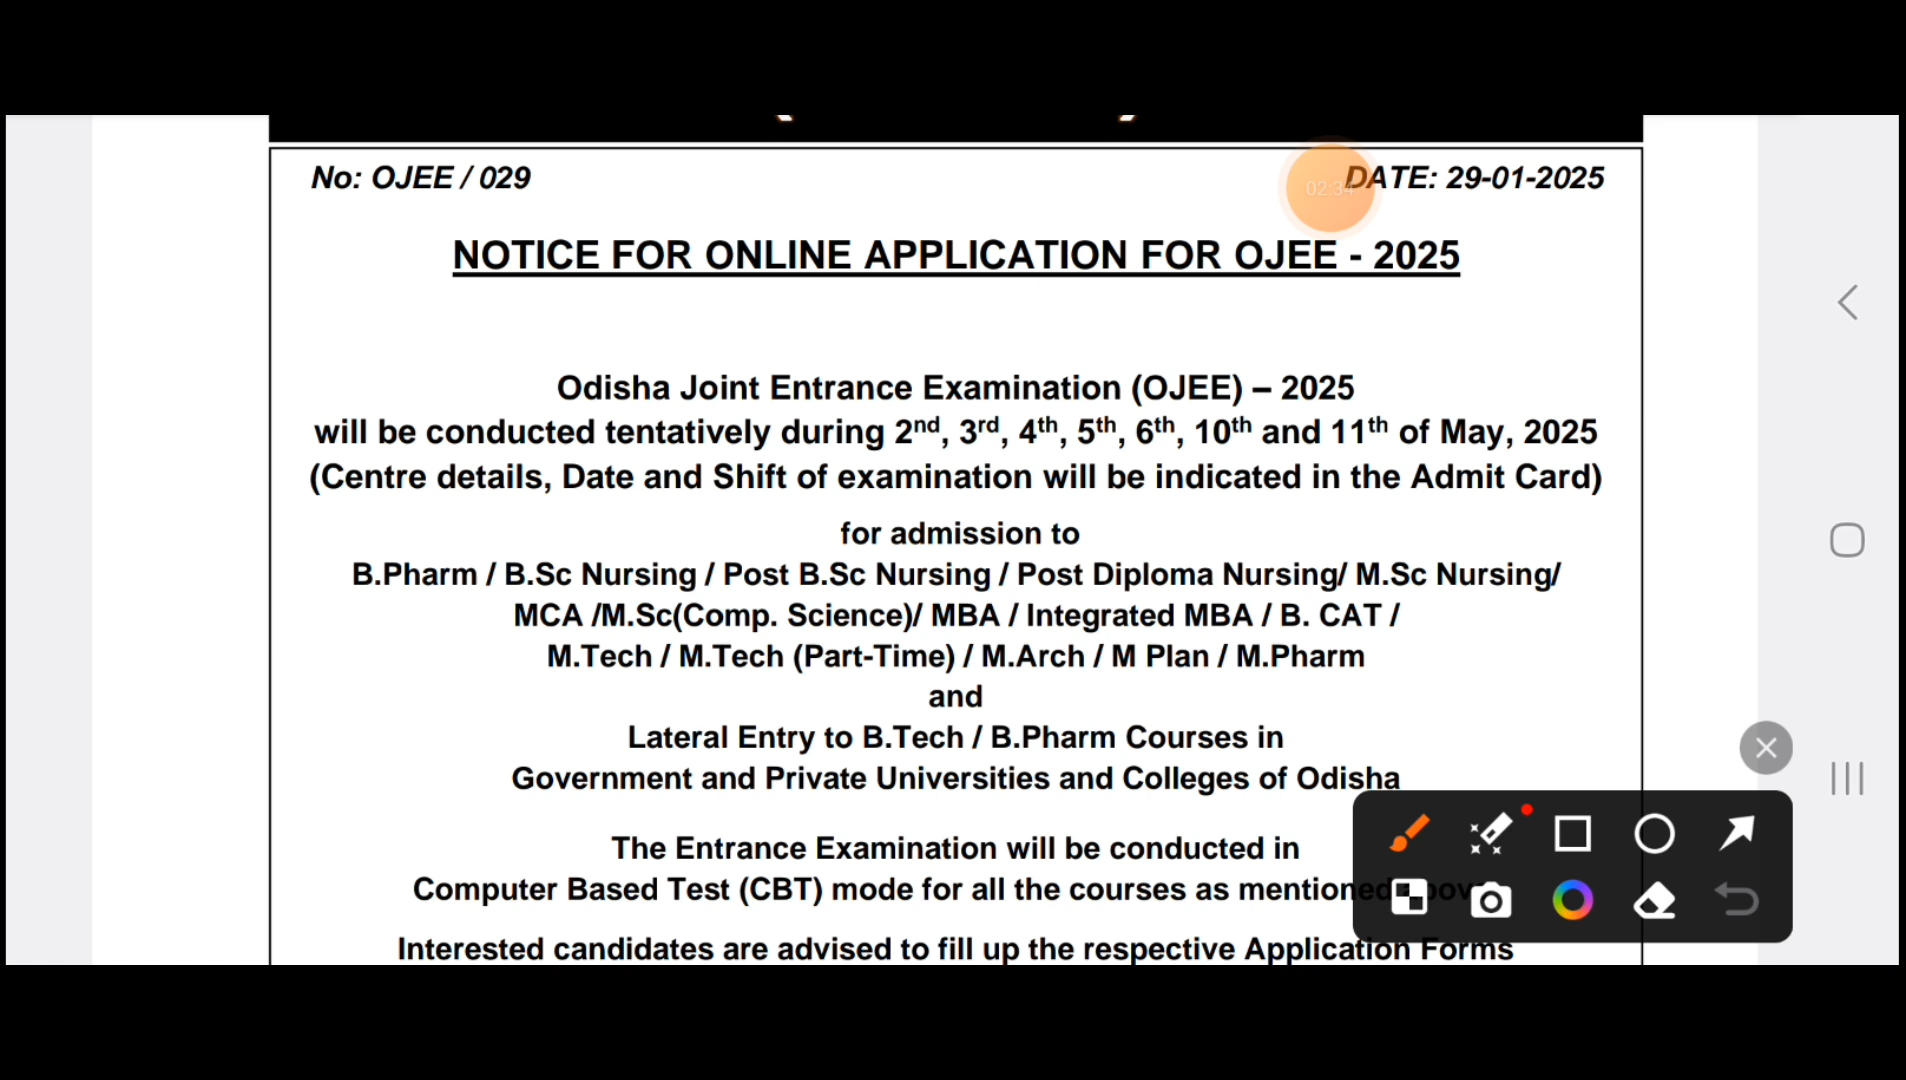 No: OJEE / 029
02:34
DATE: 29-01-2025
NOTICE FOR ONLINE APPLICATION FOR OJEE - 2025
Odisha Joint Entrance Examination (OJEE) – 2025
will be conducted tentatively during 2nd, 3rd, 4th, 5th, 6th, 10th and 11th of May, 2025
(Centre details, Date and Shift of examination will be indicated in the Admit Card)
for admission to
B.Pharm / B.Sc Nursing / Post B.Sc Nursing / Post Diploma Nursing/ M.Sc Nursing/
MCA /M.Sc(Comp. Science)/ MBA / Integrated MBA / B. CAT /
M.Tech / M.Tech (Part-Time) / M.Arch / M Plan / M.Pharm
and
Lateral Entry to B.Tech / B.Pharm Courses in
Government and Private Universities and Colleges of Odisha
The Entrance Examination will be conducted in
Computer Based Test (CBT) mode for all the courses as mentioned
Interested candidates are advised to fill up the respective Application Forms